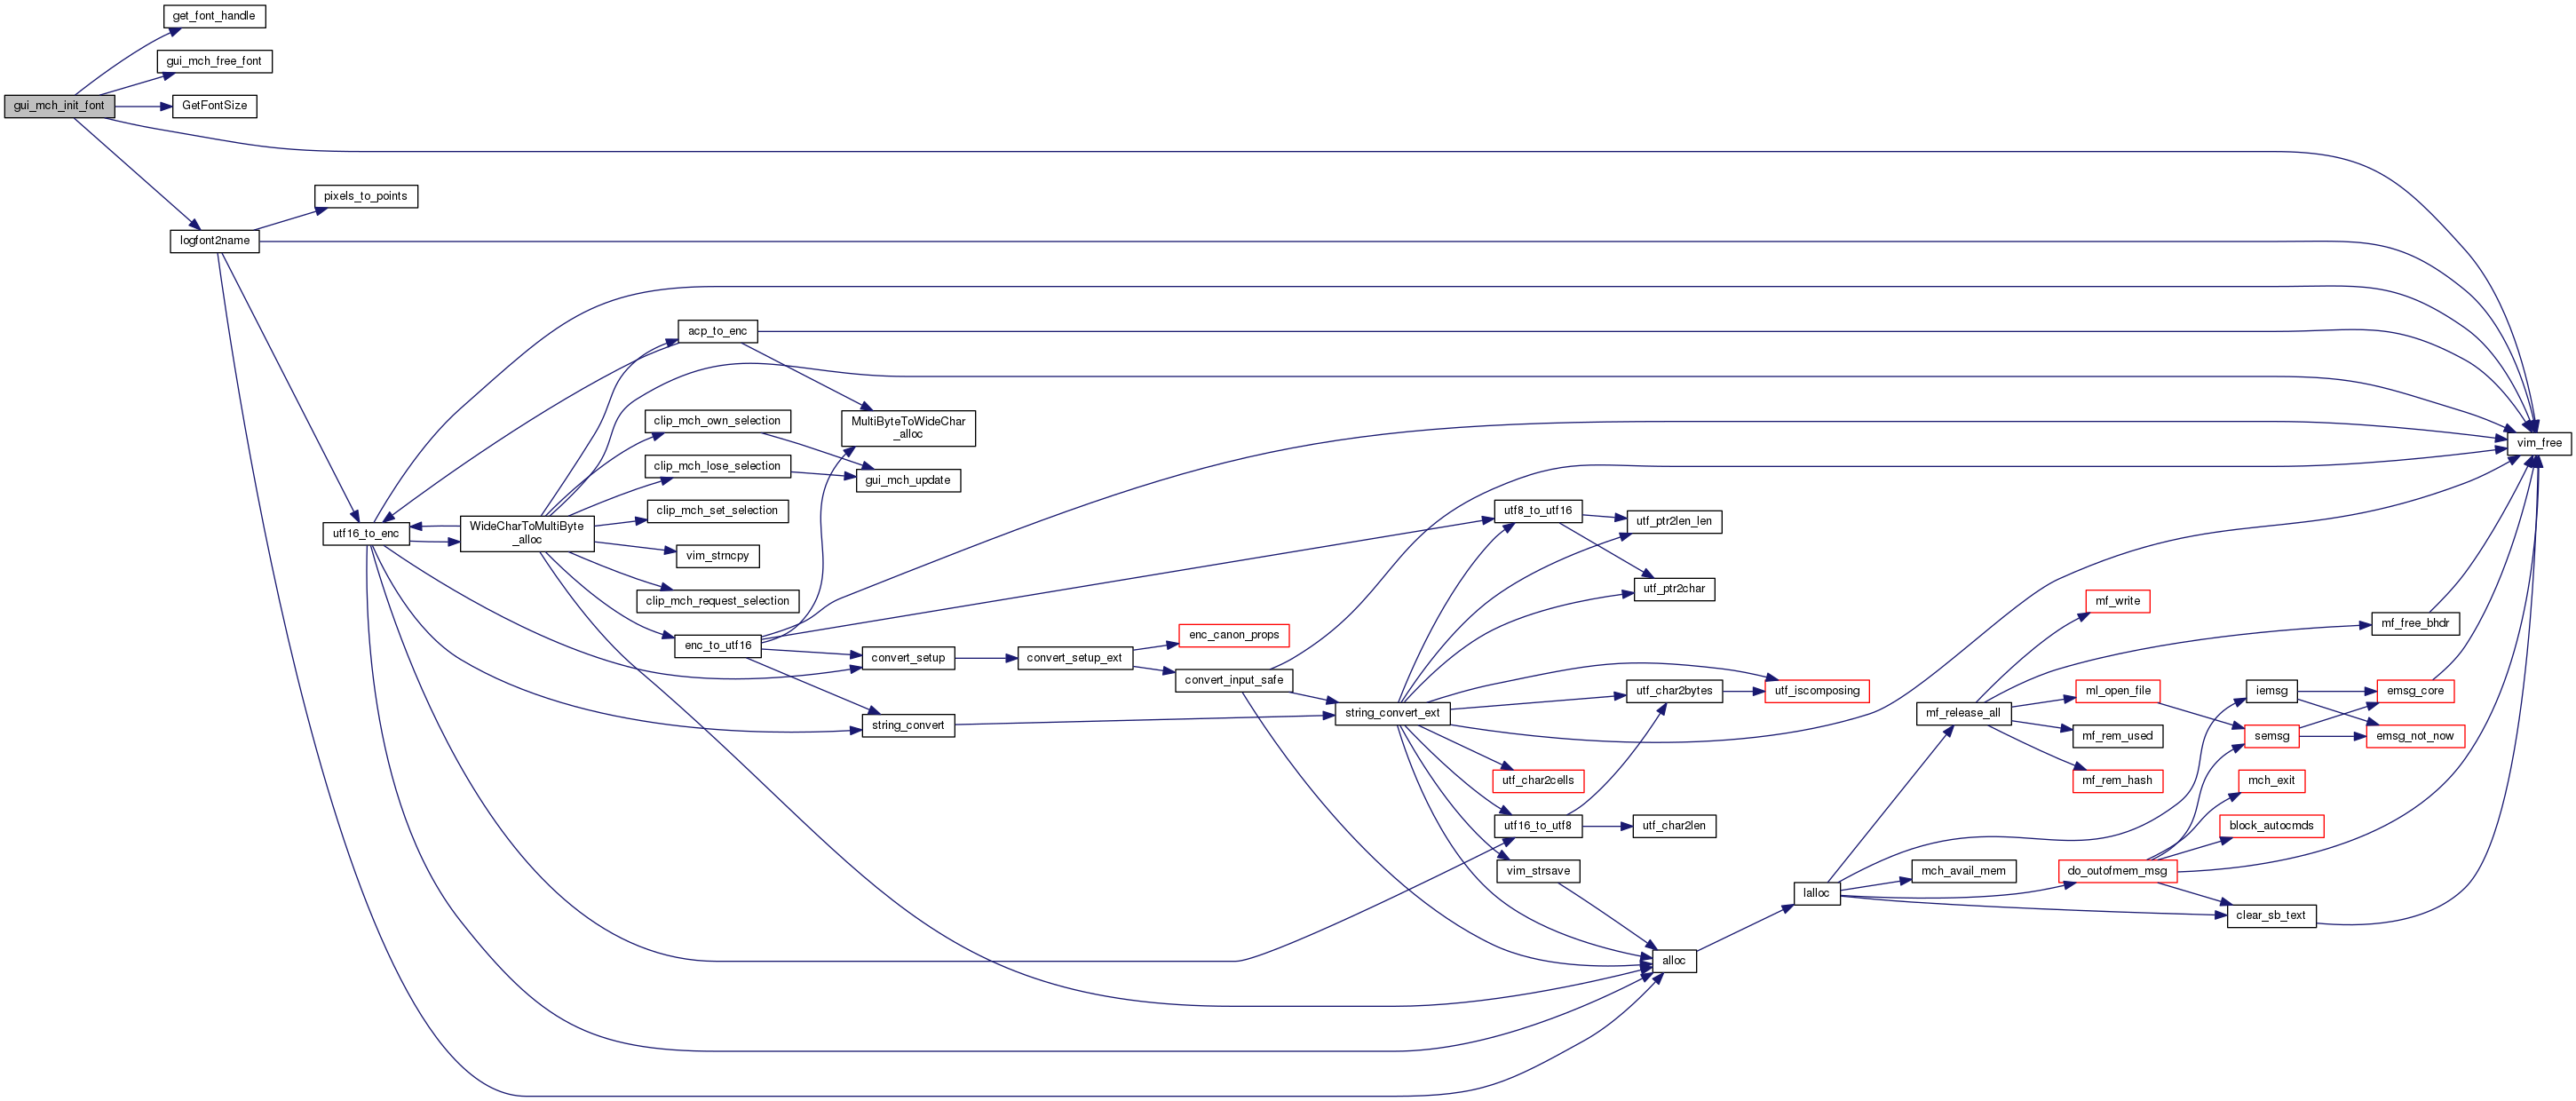 get_font_handle
gui_mch_free_font
gui_mch_init_font
GetFontSize
pixels_to_points
logfont2name
acp_to_enc
clip_mch_own_selection
MultiByteToWideChar
_alloc
vim_free
clip_mch_lose_selection
gui_mch_update
clip_mch_set_selection
utf8_to_utf16
utf_ptr2len_len
utf16_to_enc
WideCharToMultiByte
_alloc
vim_strncpy
utf_ptr2char
clip_mch_request_selection
mf_write
mf_free_bhdr
enc_canon_props
enc_to_utf16
convert_setup
convert_setup_ext
convert_input_safe
utf_char2bytes
utf_iscomposing
ml_open_file
iemsg
emsg_core
string_convert
string_convert_ext
mf_release_all
mf_rem_used
semsg
emsg_not_now
utf_char2cells
mf_rem_hash
mch_exit
utf16_to_utf8
utf_char2len
block_autocmds
vim_strsave
mch_avail_mem
do_outofmem_msg
lalloc
clear_sb_text
alloc